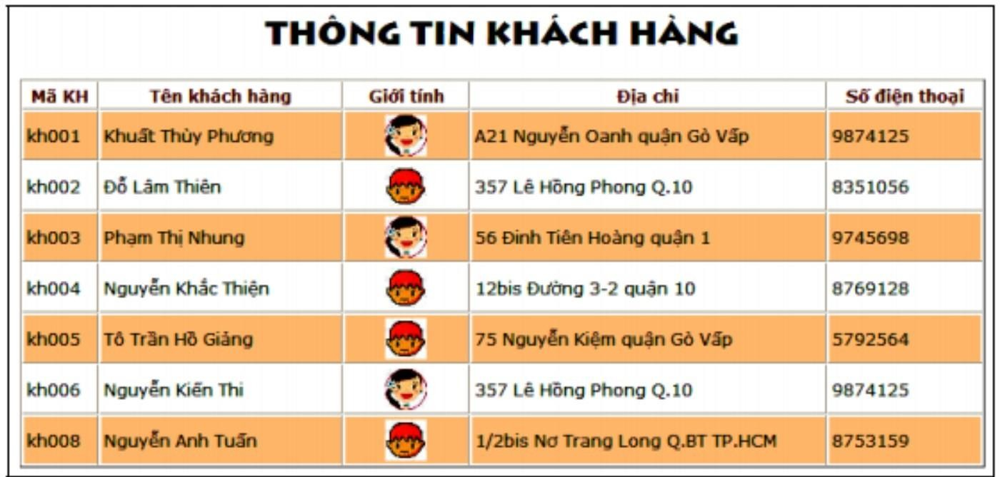 THÔNG TIN KHÁCH HÀNG
Mã KH Tên khách hàng Giới tính Địa chỉ Số điện thoại
kh001 Khuất Thùy Phương A21 Nguyễn Oanh quận Gò Vấp 9874125
kh002 Đỗ Lâm Thiên 357 Lê Hồng Phong Q.10 8351056
kh003 Phạm Thị Nhung 56 Đinh Tiên Hoàng quận 1 9745698
kh004 Nguyễn Khắc Thiện 12bis Đường 3-2 quận 10 8769128
kh005 Tô Trần Hồ Giảng 75 Nguyễn Kiệm quận Gò Vấp 5792564
kh006 Nguyễn Kiến Thi 357 Lê Hồng Phong Q.10 9874125
kh008 Nguyễn Anh Tuấn 1/2bis Nơ Trang Long Q.BT TP.HCM 8753159